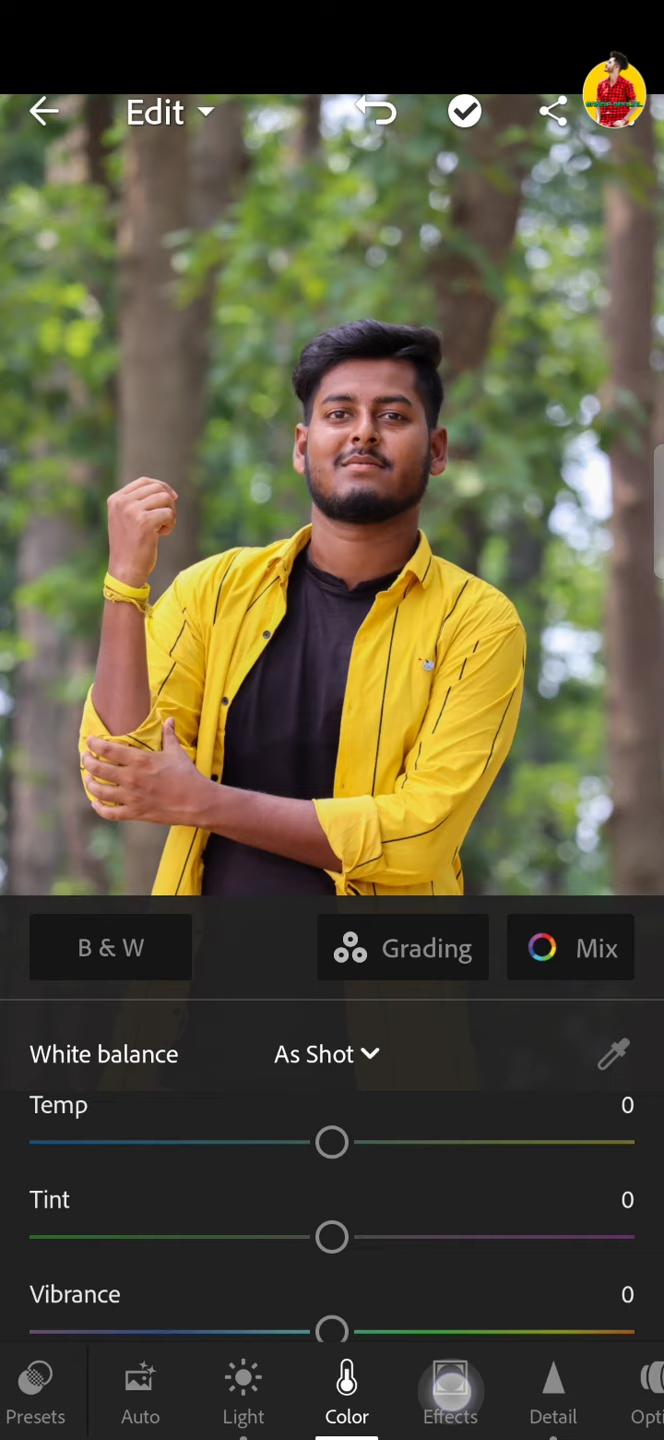 Edit
B & W
Grading
Mix
White balance
As Shot
Temp
0
Tint
0
Vibrance
0
Presets
Auto
Light
Color
Effects
Detail
Opti